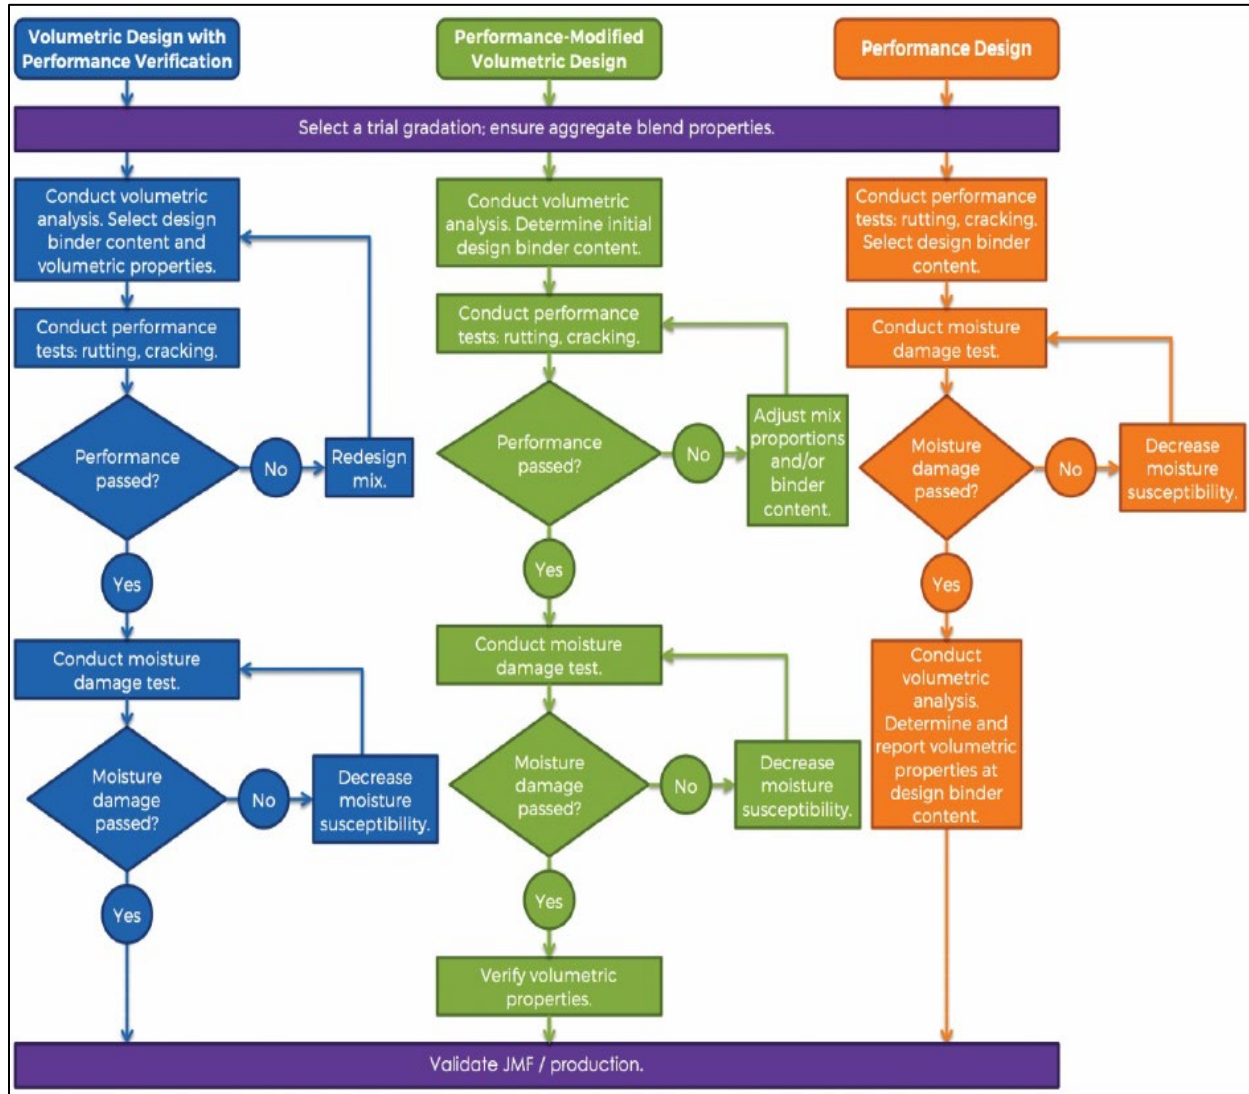 Volumetric Design with
Performance Verification
Performance-Modified
Volumetric Design
Performance Design
Select a trial gradation; ensure aggregate blend properties.
Conduct volumetric
analysis. Select design
binder content and
volumetric properties.
Conduct performance
tests: rutting, cracking.
Performance
passed?
No
Redesign
mix.
Yes
Conduct moisture
damage test.
Moisture
damage
passed?
No
Decrease
moisture
susceptibility.
Yes
Conduct volumetric
analysis. Determine initial
design binder content.
Conduct performance
tests: rutting, cracking.
Performance
passed?
No
Adjust mix
proportions
and/or
binder
content.
Yes
Conduct moisture
damage test.
Moisture
damage
passed?
No
Decrease
moisture
susceptibility.
Yes
Verify volumetric
properties.
Conduct performance
tests: rutting, cracking.
Select design binder
content.
Conduct moisture
damage test.
Moisture
damage
passed?
No
Decrease
moisture
susceptibility.
Yes
Conduct
volumetric
analysis.
Determine and
report volumetric
properties at
design binder
content.
Validate JMF / production.